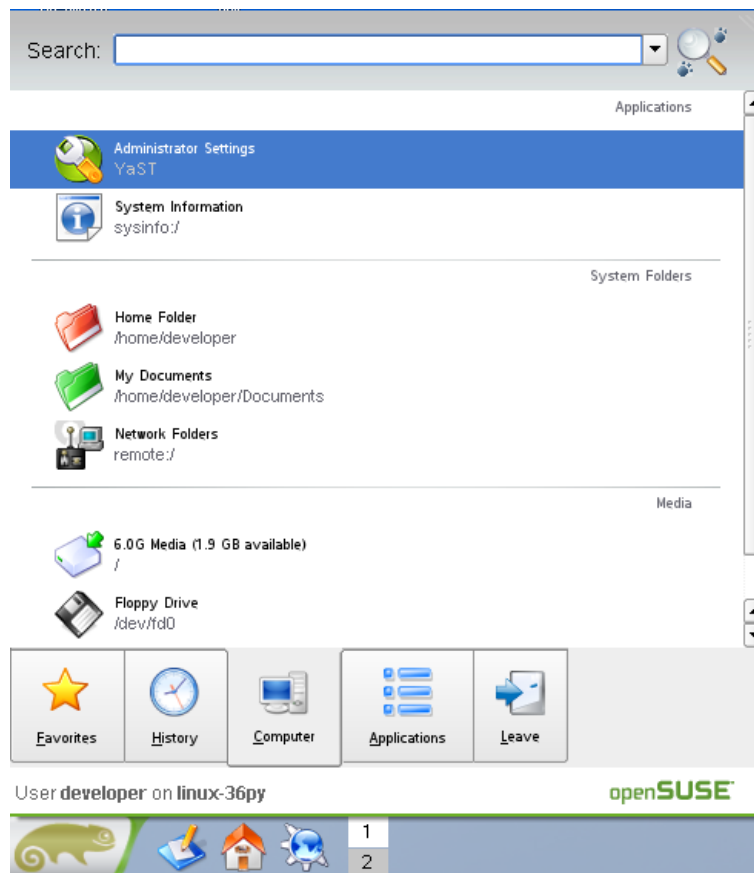 Search:
Applications
Administrator Settings
YaST
System Information
sysinfo:/
System Folders
Home Folder
/home/developer
My Documents
/home/developer/Documents
Network Folders
remote:/
Media
6.0G Media (1.9 GB available)
/
Floppy Drive
/dev/fd0
Favorites
History
Computer
Applications
Leave
User developer on linux-36py
openSUSE
1
2